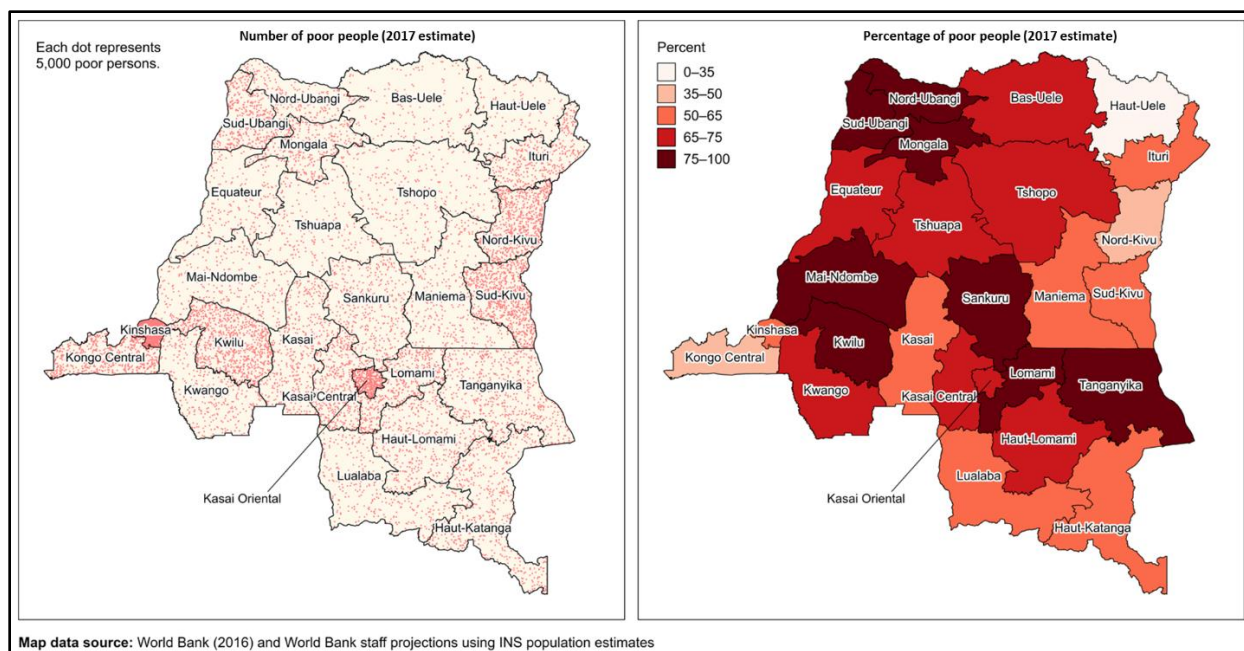 Number of poor people (2017 estimate)
Each dot represents
5,000 poor persons.
Nord-Ubangi
Bas-Uele
Haut-Uele
Sud-Ubangi
Mongala
Ituri
Equateur
Tshopo
Tshuapa
Nord-Kivu
Mai-Ndombe
Sankuru
Maniema
Sud-Kivu
Kinshasa
Kwilu
Kasai
Kongo Central
Lomami
Tanganyika
Kwango
Kasai Central
Haut-Lomami
Lualaba
Kasai Oriental
Haut-Katanga
Percentage of poor people (2017 estimate)
Percent
0–35
35–50
50–65
65–75
75–100
Nord-Ubangi
Bas-Uele
Haut-Uele
Sud-Ubangi
Mongala
Ituri
Equateur
Tshopo
Tshuapa
Nord-Kivu
Mai-Ndombe
Sankuru
Maniema
Sud-Kivu
Kinshasa
Kwilu
Kasai
Kongo Central
Lomami
Tanganyika
Kwango
Kasai Central
Haut-Lomami
Lualaba
Kasai Oriental
Haut-Katanga
Map data source: World Bank (2016) and World Bank staff projections using INS population estimates